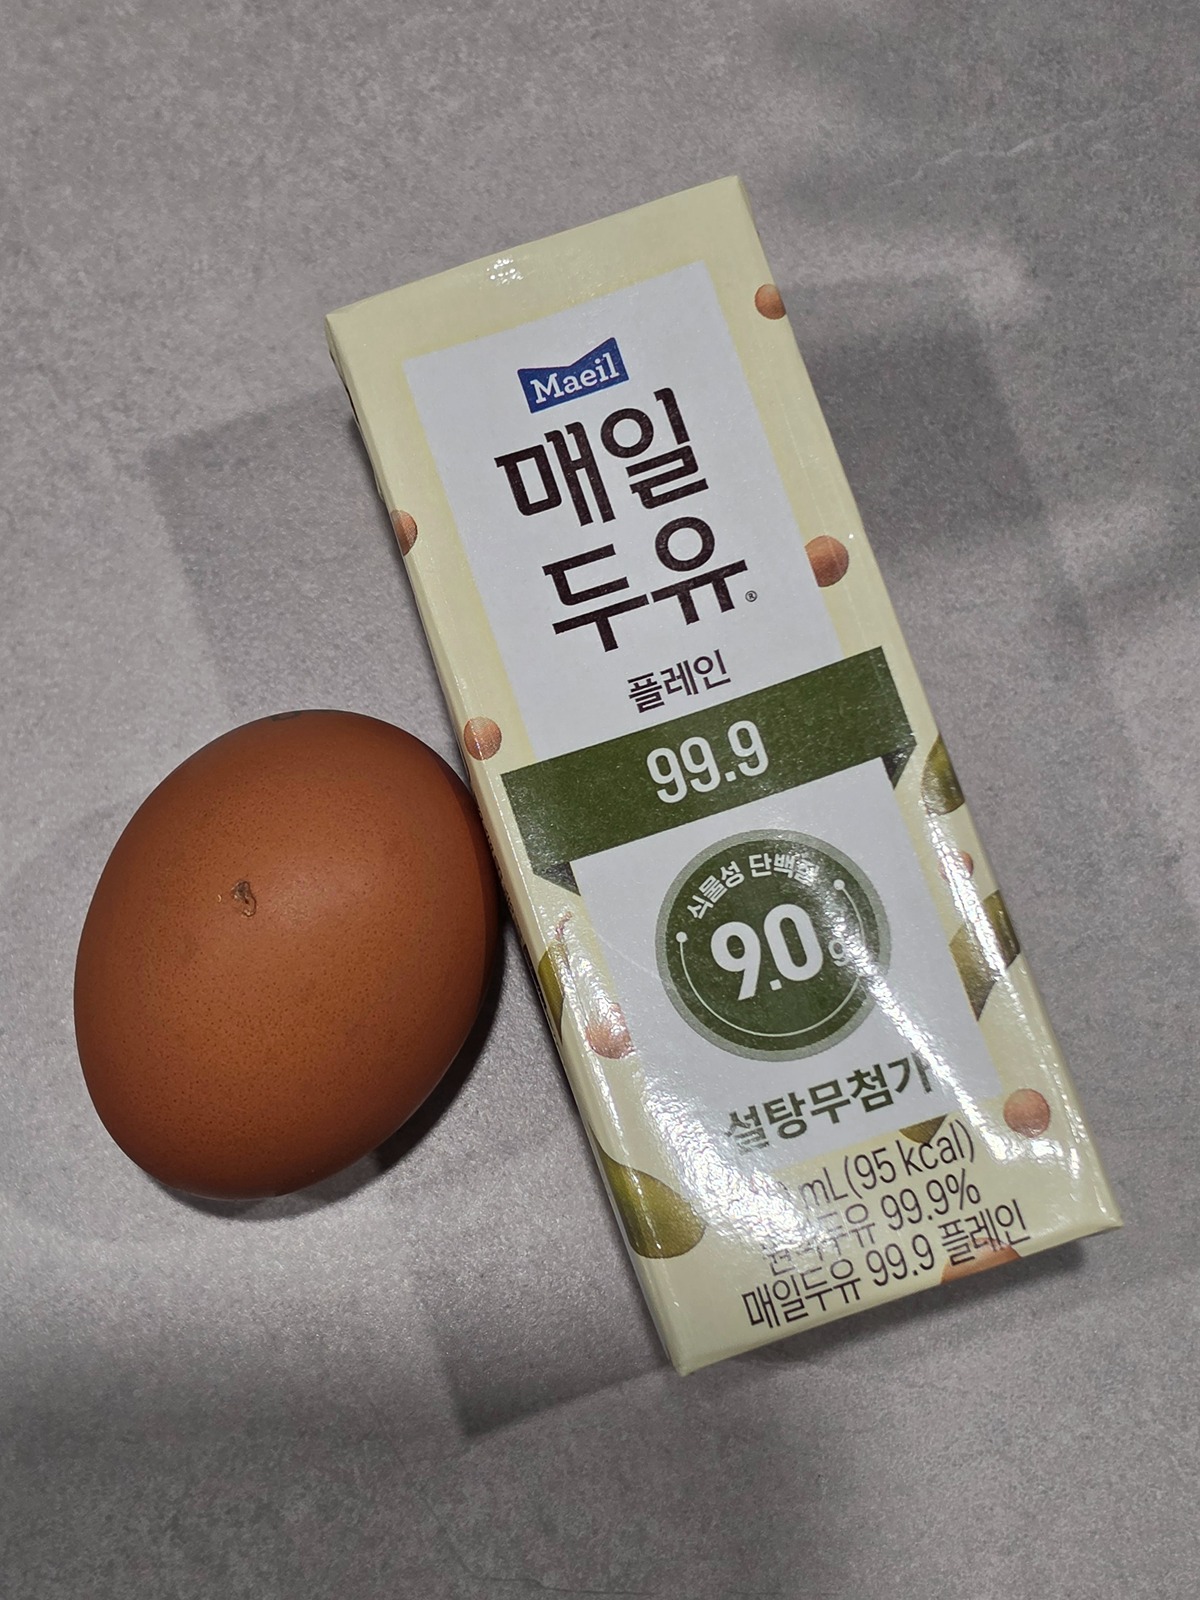 Maeil
매일
두유®
플레인
99.9
식물성 단백질
9.0g
설탕무첨가
mL(95 kcal)
원액두유 99.9%
매일두유 99.9 플레인